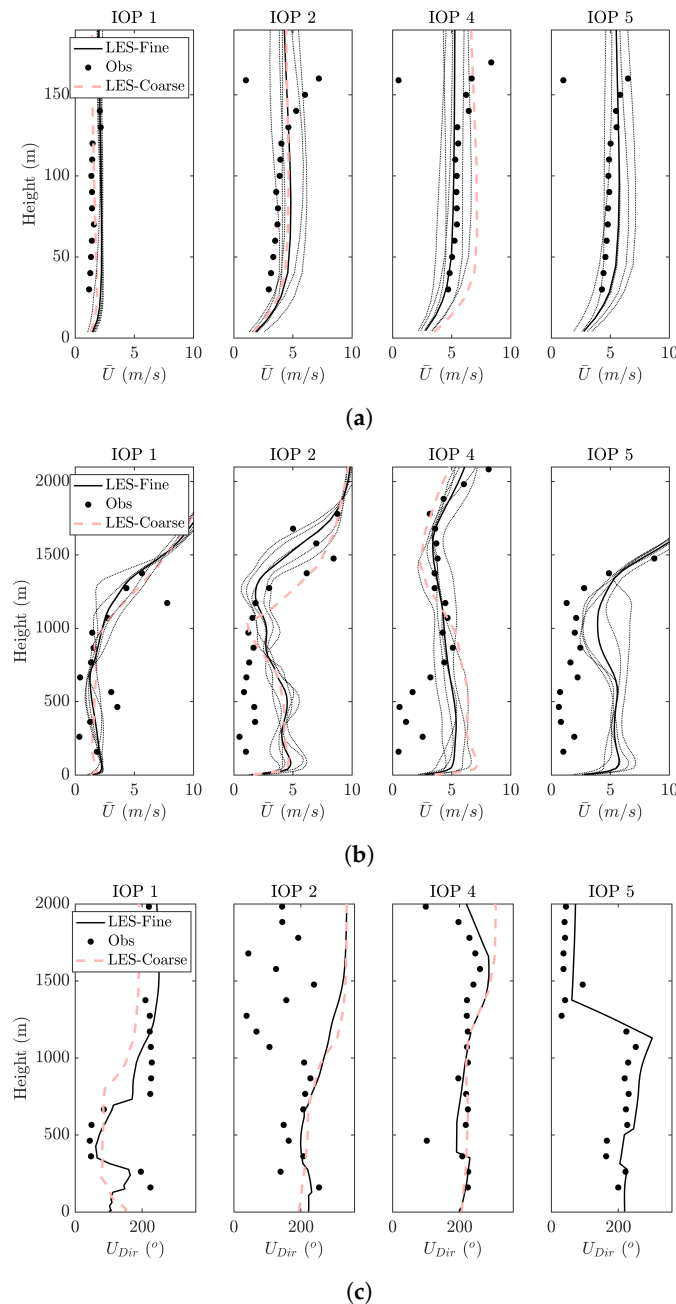 IOP 1 IOP 2 IOP 4 IOP 5
LES-Fine
Obs
LES-Coarse
Height (m)
150
100
50
0
0 5 10 0 5 10 0 5 10 0 5 10
Ū (m/s) Ū (m/s) Ū (m/s) Ū (m/s)
(a)
IOP 1 IOP 2 IOP 4 IOP 5
LES-Fine
Obs
LES-Coarse
Height (m)
2000
1500
1000
500
0
0 5 10 0 5 10 0 5 10 0 5 10
Ū (m/s) Ū (m/s) Ū (m/s) Ū (m/s)
(b)
IOP 1 IOP 2 IOP 4 IOP 5
LES-Fine
Obs
LES-Coarse
Height (m)
2000
1500
1000
500
0
0 200 0 200 0 200 0 200
U_Dir (°) U_Dir (°) U_Dir (°) U_Dir (°)
(c)